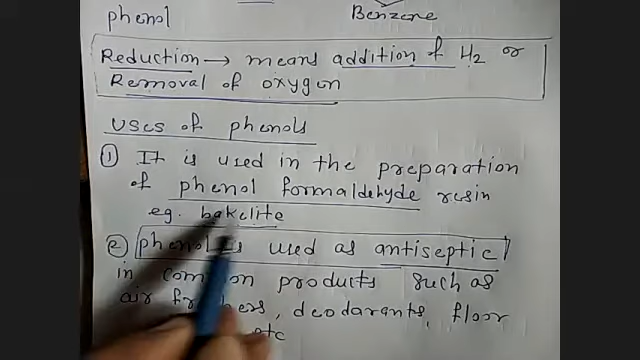 phenol
Benzene
Reduction → means addition of H2 or
Removal of oxygen
uses of phenols
① It is used in the preparation
of phenol formaldehyde resin
eg. bakelite
② phenol is used as antiseptic
in common products such as
air deodarants, floor
etc